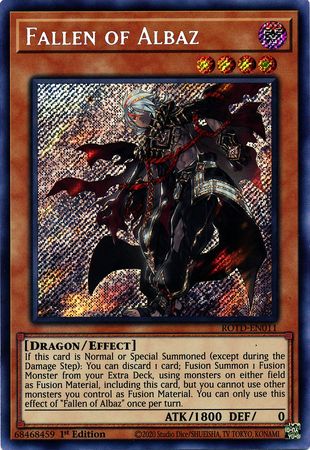 Fallen of Albaz
ROTD-EN011
[Dragon/Effect]
If this card is Normal or Special Summoned (except during the
Damage Step): You can discard 1 card; Fusion Summon 1 Fusion
Monster from your Extra Deck, using monsters on either
field as Fusion Material, including this card, but you cannot use other
monsters you control as Fusion Material. You can only use this
effect of "Fallen of Albaz" once per turn.
ATK/1800 DEF/ 0
68468459 1st Edition ©2020 Studio Dice/SHUEISHA, TV TOKYO, KONAMI